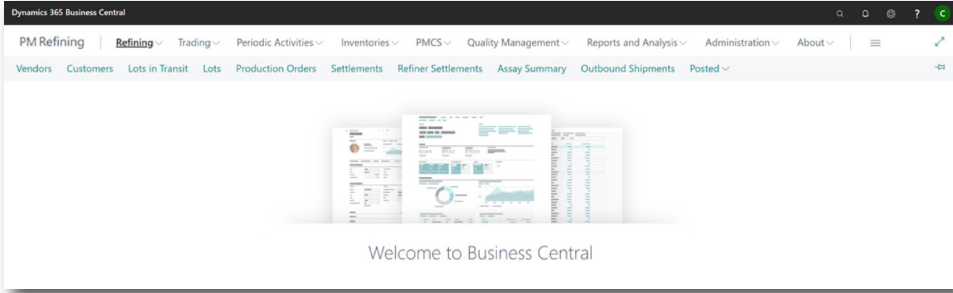 Dynamics 365 Business Central ? C
PM Refining Refining Trading Periodic Activities Inventories PMCS Quality Management Reports and Analysis Administration About
Vendors Customers Lots in Transit Lots Production Orders Settlements Refiner Settlements Assay Summary Outbound Shipments Posted
Welcome to Business Central